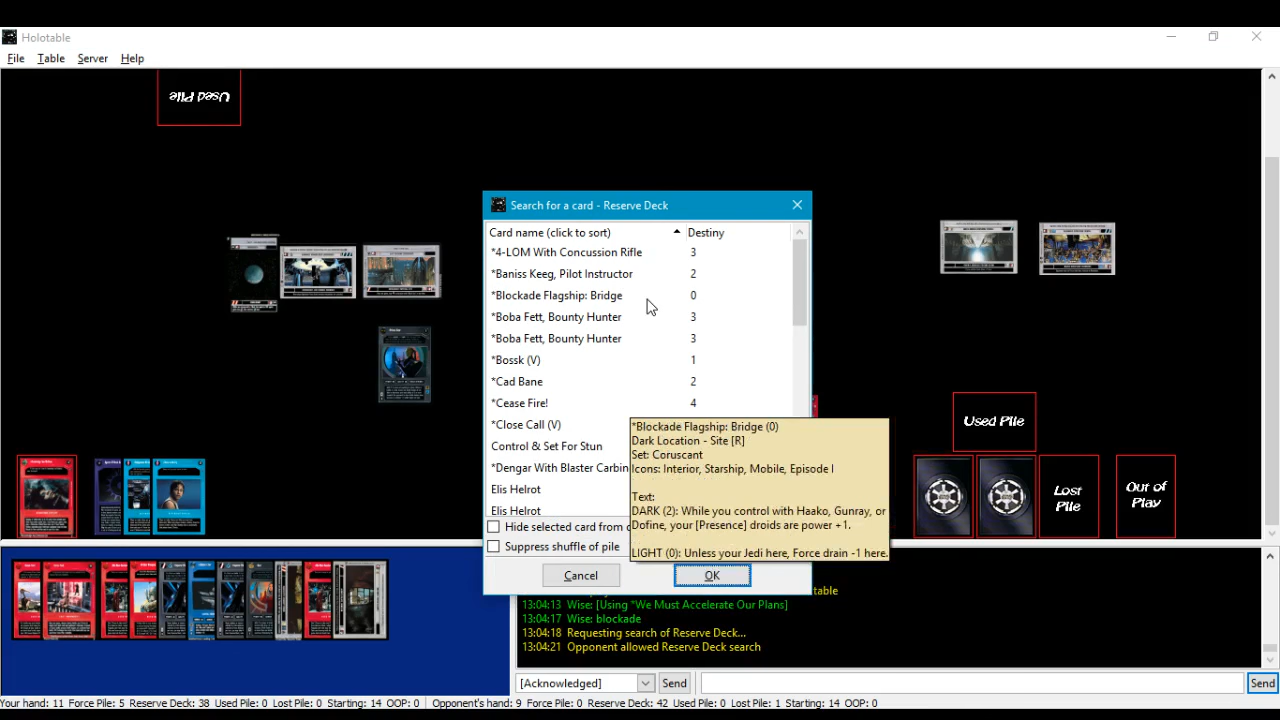 Holotable
File Table Server Help
Used Pile
Search for a card - Reserve Deck
Card name (click to sort) Destiny
*4-LOM With Concussion Rifle 3
*Baniss Keeg, Pilot Instructor 2
*Blockade Flagship: Bridge 0
*Boba Fett, Bounty Hunter 3
*Boba Fett, Bounty Hunter 3
*Bossk (V) 1
*Cad Bane 2
*Cease Fire! 4
*Close Call (V)
Control & Set For Stun
*Dengar With Blaster Carbin
Elis Helrot
Elis Helrot
Hide selected card from
Suppress shuffle of pile
Cancel OK
*Blockade Flagship: Bridge (0)
Dark Location - Site [R]
Set: Coruscant
Icons: Interior, Starship, Mobile, Episode I
Text:
DARK (2): While you control with Haako, Gunray, or
Dofine, your [Presence] droids are power + 1.
LIGHT (0): Unless your Jedi here, Force drain -1 here.
Used Pile
Lost Pile
Out of Play
table
13:04:13 Wise: [Using *We Must Accelerate Our Plans]
13:04:17 Wise: blockade
13:04:18 Requesting search of Reserve Deck...
13:04:21 Opponent allowed Reserve Deck search
[Acknowledged] Send Send
Your hand: 11 Force Pile: 5 Reserve Deck: 38 Used Pile: 0 Lost Pile: 0 Starting: 14 OOP: 0 Opponent's hand: 9 Force Pile: 0 Reserve Deck: 42 Used Pile: 0 Lost Pile: 1 Starting: 14 OOP: 0